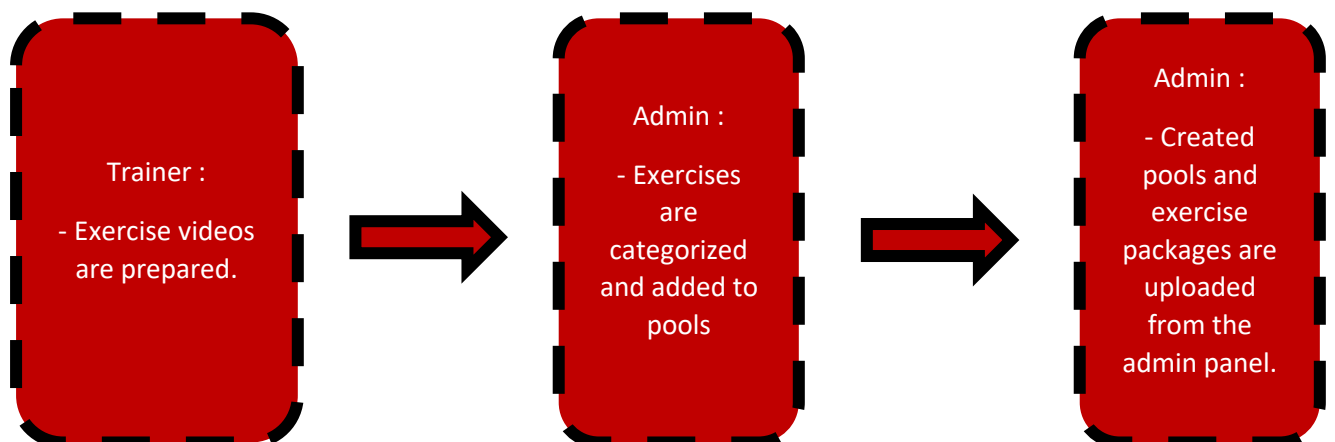 Trainer :
- Exercise videos
are prepared.
Admin :
- Exercises
are
categorized
and added to
pools
Admin :
- Created
pools and
exercise
packages are
uploaded
from the
admin panel.